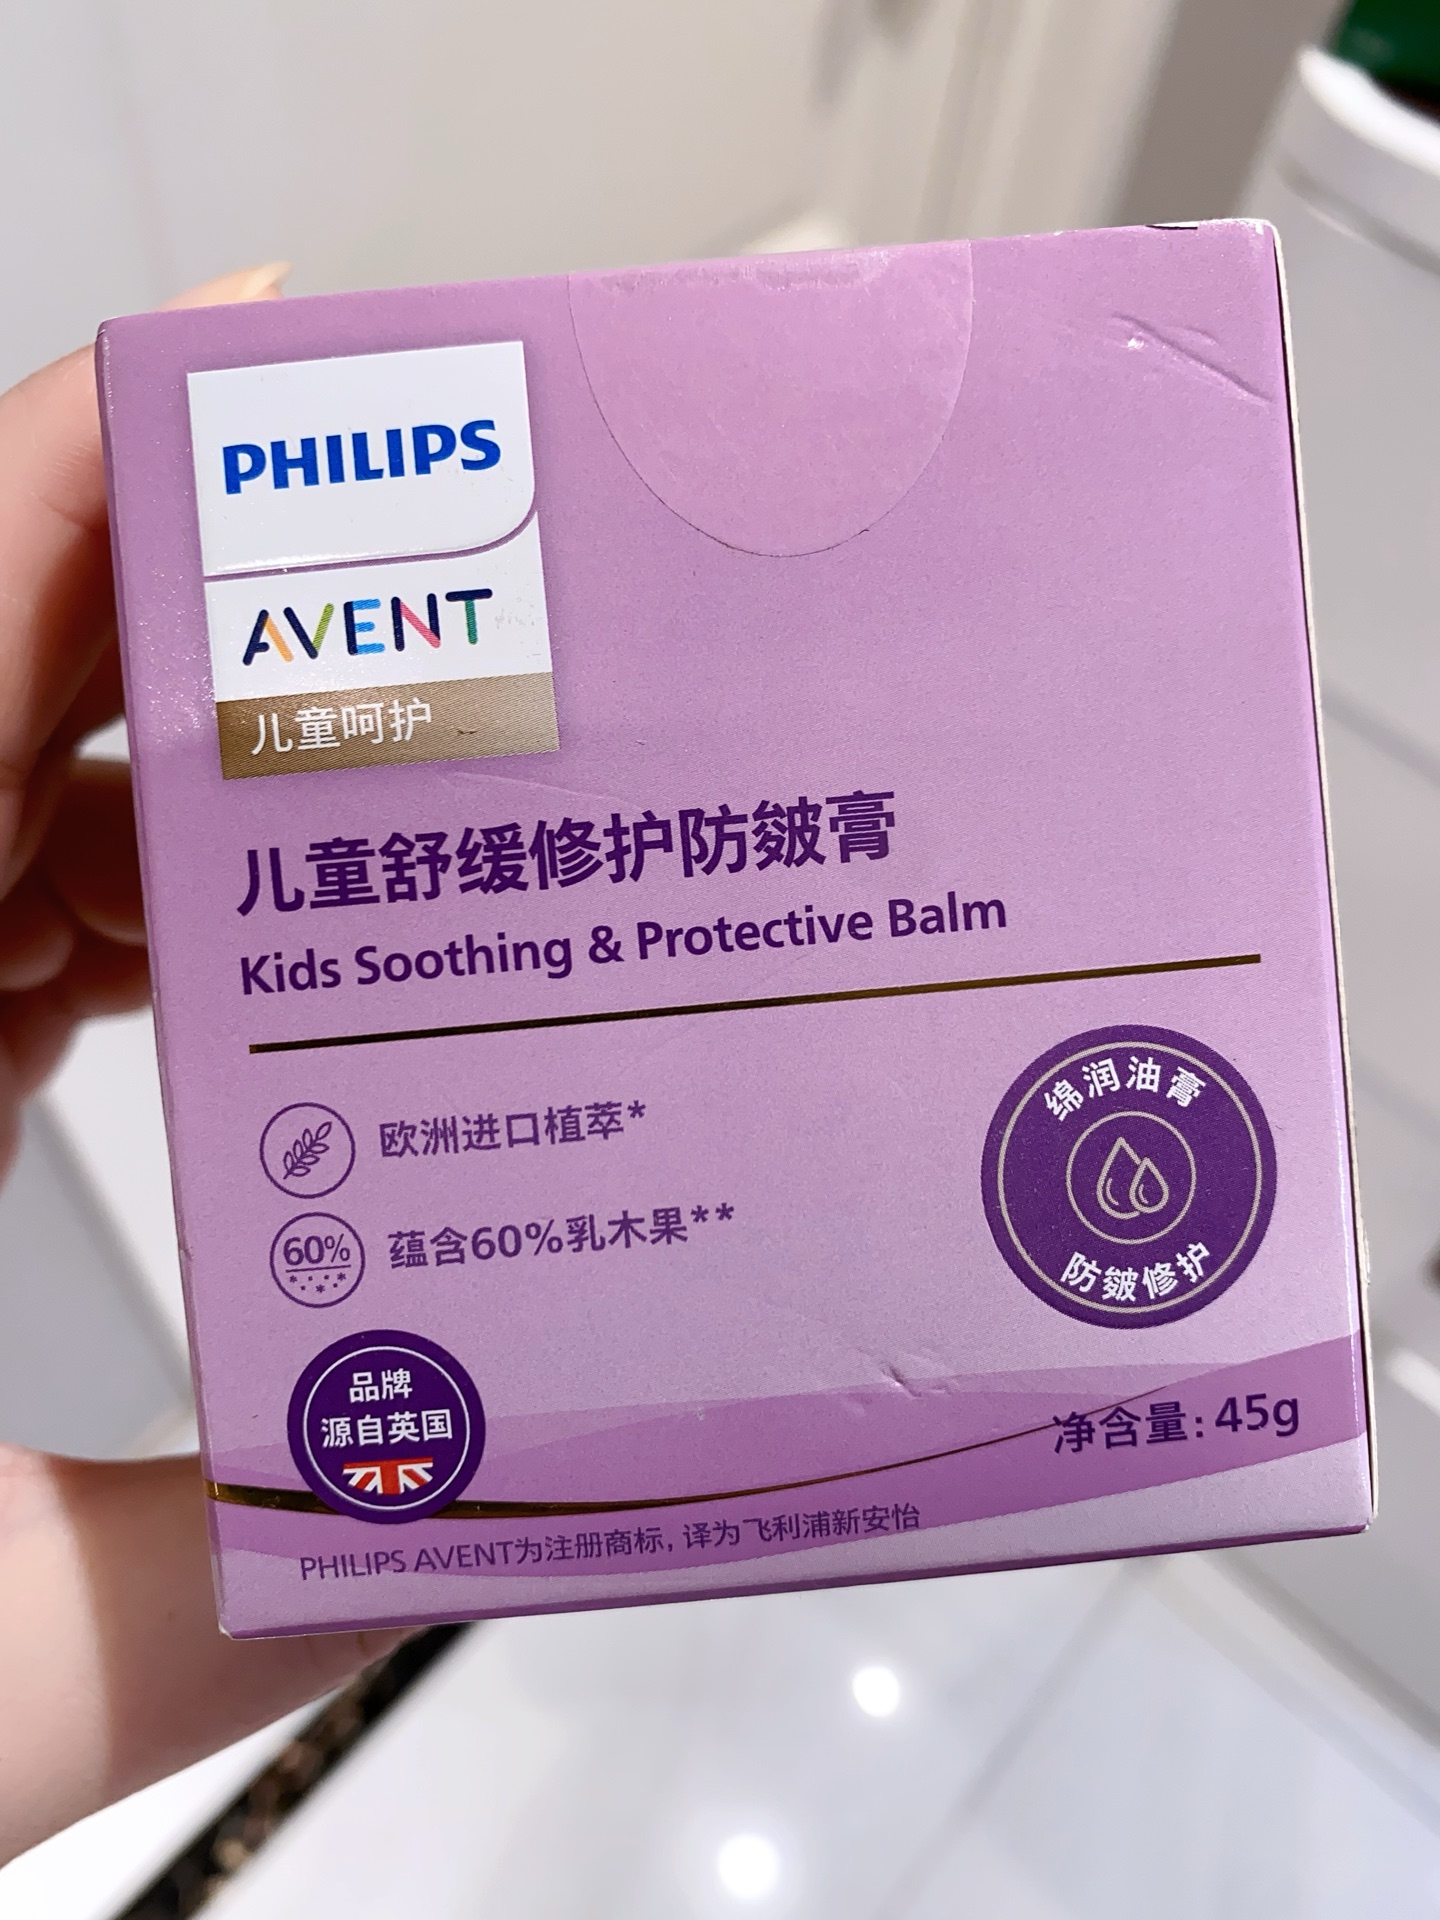 PHILIPS
AVENT
儿童呵护
儿童舒缓修护防皴膏
Kids Soothing & Protective Balm
欧洲进口植萃*
60%
蕴含60%乳木果**
绵润油膏
防皴修护
品牌
源自英国
净含量: 45g
PHILIPS AVENT为注册商标, 译为飞利浦新安怡